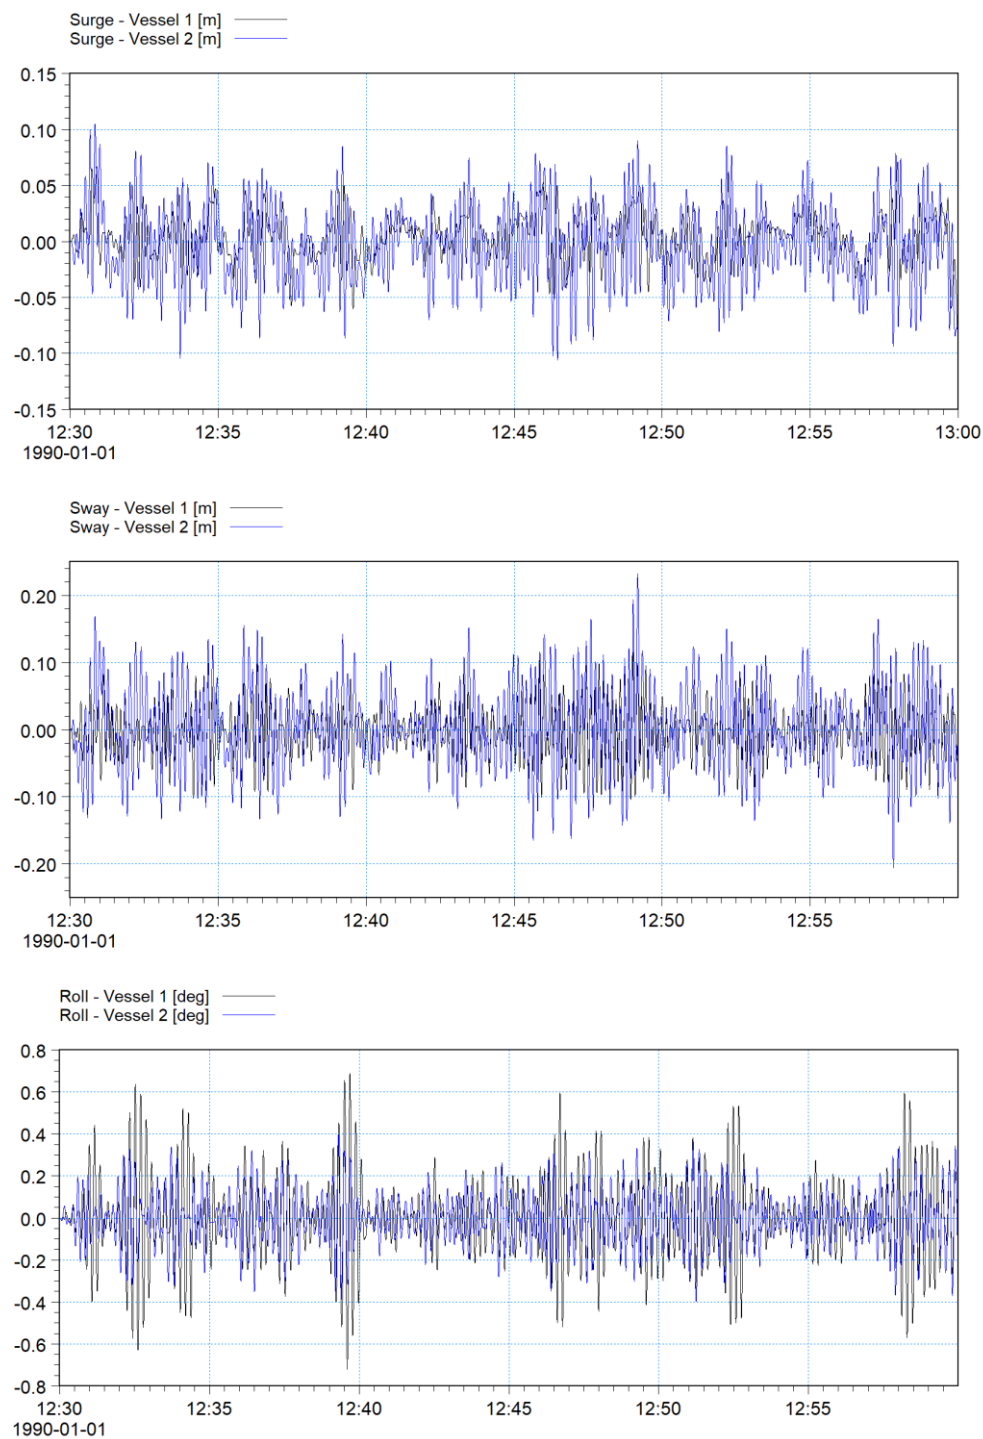 Surge - Vessel 1 [m]
Surge - Vessel 2 [m]
0.15
0.10
0.05
0.00
-0.05
-0.10
-0.15
12:30 12:35 12:40 12:45 12:50 12:55 13:00
1990-01-01
Sway - Vessel 1 [m]
Sway - Vessel 2 [m]
0.20
0.10
0.00
-0.10
-0.20
12:30 12:35 12:40 12:45 12:50 12:55
1990-01-01
Roll - Vessel 1 [deg]
Roll - Vessel 2 [deg]
0.8
0.6
0.4
0.2
0.0
-0.2
-0.4
-0.6
-0.8
12:30 12:35 12:40 12:45 12:50 12:55
1990-01-01